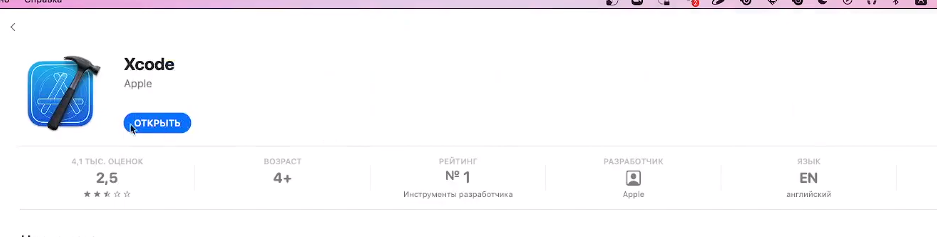 Справка
2
Xcode
Apple
ОТКРЫТЬ
4,1 ТЫС. ОЦЕНОК
2,5
ВОЗРАСТ
4+
РЕЙТИНГ
№ 1
Инструменты разработчика
РАЗРАБОТЧИК
Apple
ЯЗЫК
EN
английский